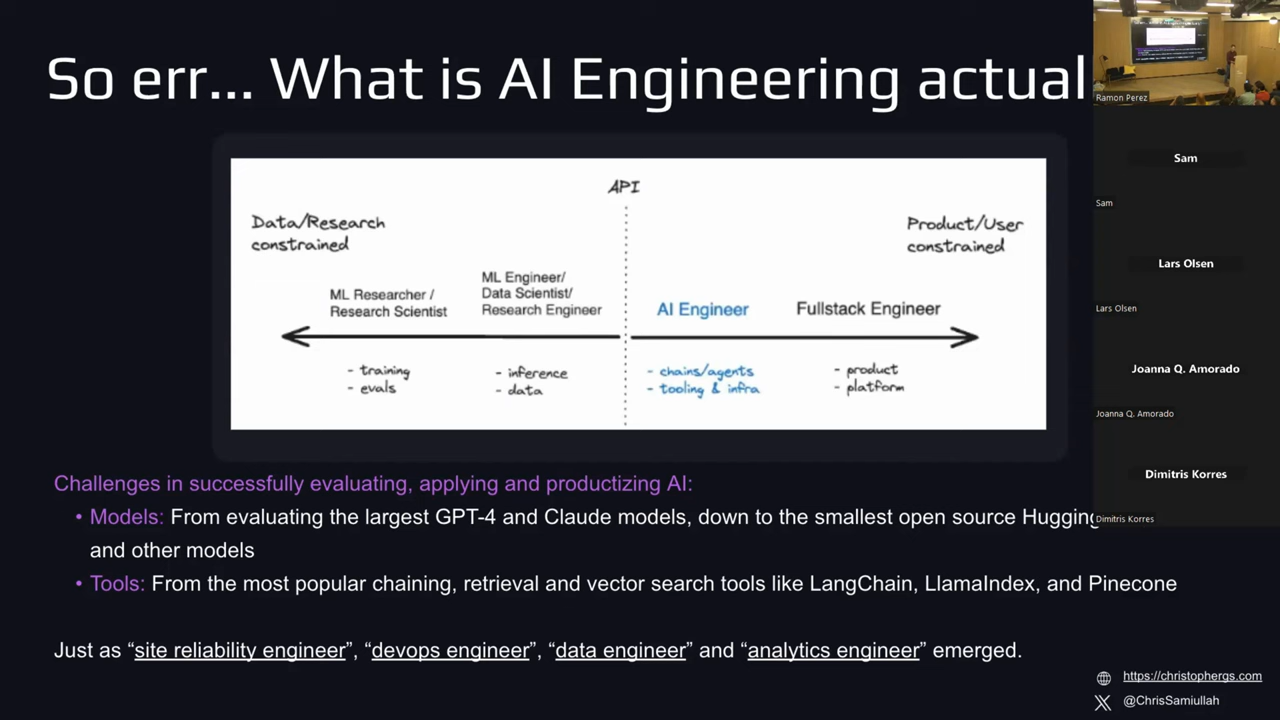 So err... What is AI Engineering actual
API
Data/Research
constrained
Product/User
constrained
ML Researcher /
Research Scientist
ML Engineer/
Data Scientist/
Research Engineer
AI Engineer
Fullstack Engineer
- training
- evals
- inference
- data
- chains/agents
- tooling & infra
- product
- platform
Challenges in successfully evaluating, applying and productizing AI:
• Models: From evaluating the largest GPT-4 and Claude models, down to the smallest open source Hugging
and other models
• Tools: From the most popular chaining, retrieval and vector search tools like LangChain, LlamaIndex, and Pinecone
Just as “site reliability engineer”, “devops engineer”, “data engineer” and “analytics engineer” emerged.
https://christophergs.com
@ChrisSamiullah
Ramon Perez
Sam
Sam
Lars Olsen
Lars Olsen
Joanna Q. Amorado
Joanna Q. Amorado
Dimitris Korres
Dimitris Korres